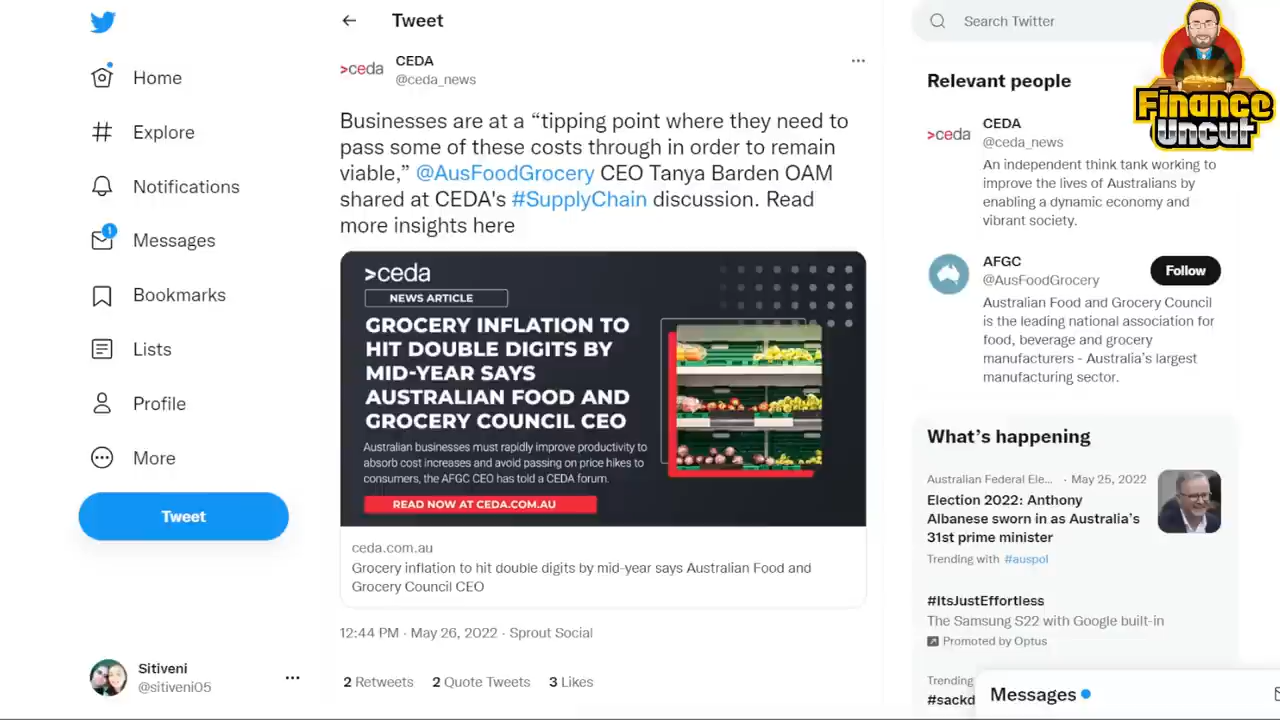 Home
Explore
Notifications
1
Messages
Bookmarks
Lists
Profile
More
Tweet
Sitiveni
@sitiveni05
Tweet
>ceda
CEDA
@ceda_news
Businesses are at a “tipping point where they need to
pass some of these costs through in order to remain
viable,” @AusFoodGrocery CEO Tanya Barden OAM
shared at CEDA's #SupplyChain discussion. Read
more insights here
>ceda
NEWS ARTICLE
GROCERY INFLATION TO
HIT DOUBLE DIGITS BY
MID-YEAR SAYS
AUSTRALIAN FOOD AND
GROCERY COUNCIL CEO
Australian businesses must rapidly improve productivity to
absorb cost increases and avoid passing on price hikes to
consumers, the AFGC CEO has told a CEDA forum.
READ NOW AT CEDA.COM.AU
ceda.com.au
Grocery inflation to hit double digits by mid-year says Australian Food and
Grocery Council CEO
12:44 PM · May 26, 2022 · Sprout Social
2 Retweets 2 Quote Tweets 3 Likes
Search Twitter
Finance
Uncut
Relevant people
>ceda
CEDA
@ceda_news
An independent think tank working to
improve the lives of Australians by
enabling a dynamic economy and
vibrant society.
AFGC
@AusFoodGrocery
Follow
Australian Food and Grocery Council
is the leading national association for
food, beverage and grocery
manufacturers - Australia’s largest
manufacturing sector.
What’s happening
Australian Federal Ele... · May 25, 2022
Election 2022: Anthony
Albanese sworn in as Australia’s
31st prime minister
Trending with #auspol
#ItsJustEffortless
The Samsung S22 with Google built-in
Promoted by Optus
Trending
#sackd
Messages